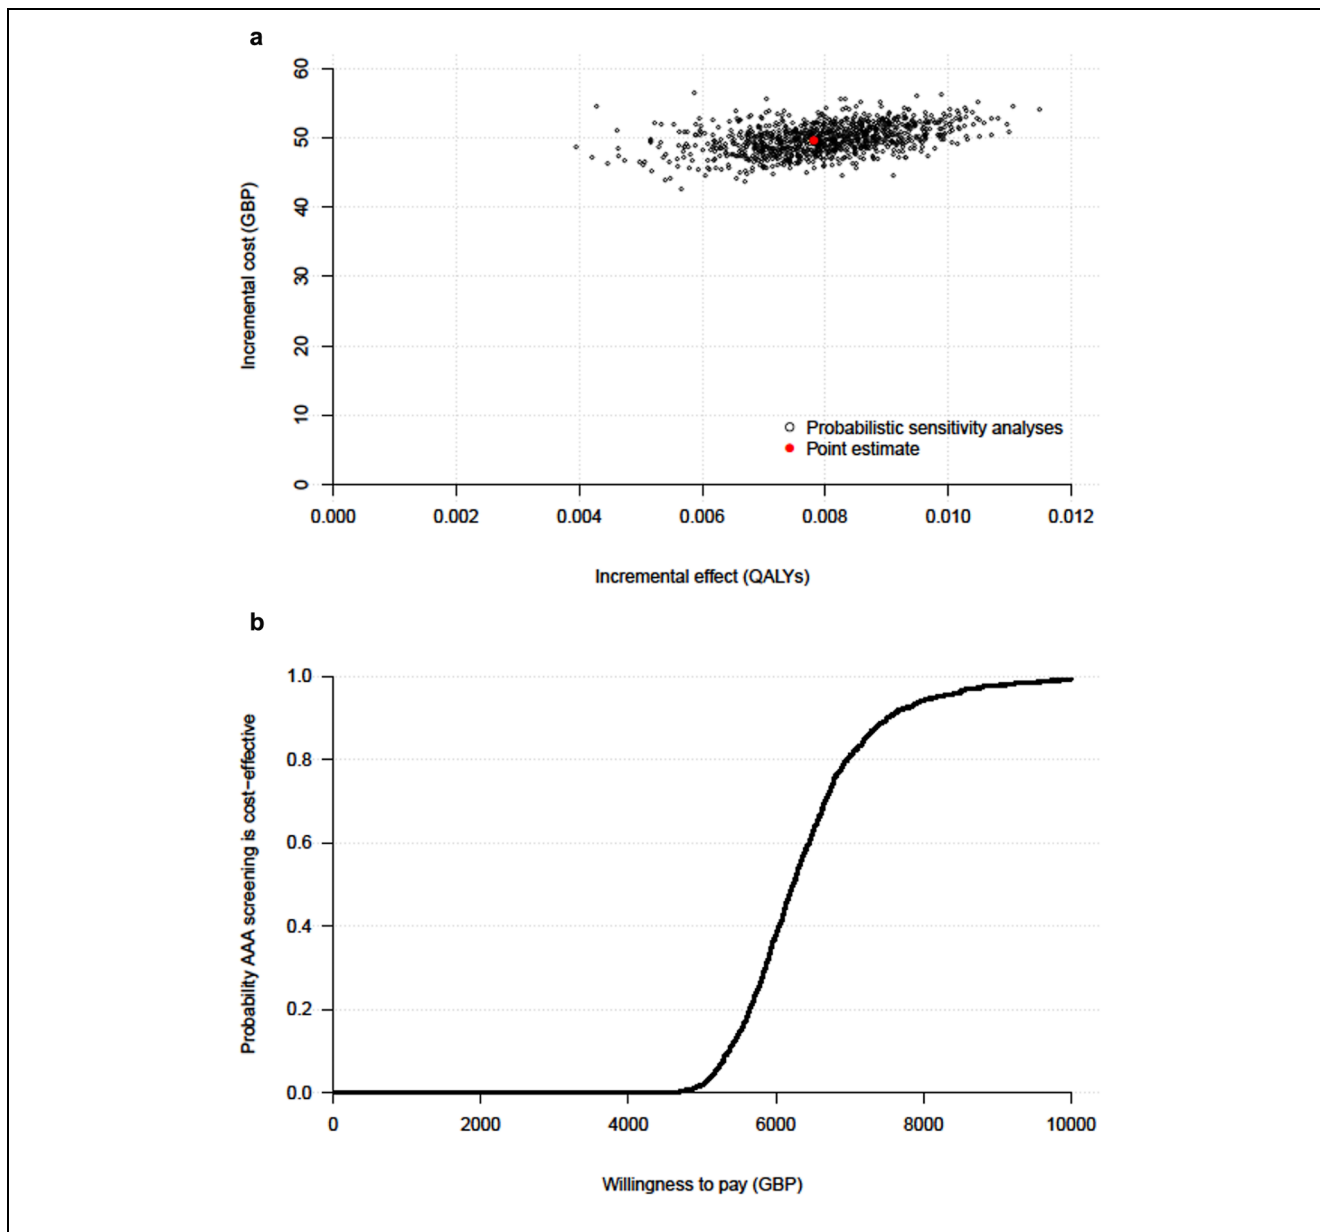 a
60
50
40
30
20
10
0
Incremental cost (GBP)
Probabilistic sensitivity analyses
Point estimate
0.000 0.002 0.004 0.006 0.008 0.010 0.012
Incremental effect (QALYs)
b
1.0
0.8
0.6
0.4
0.2
0.0
Probability AAA screening is cost−effective
0 2000 4000 6000 8000 10000
Willingness to pay (GBP)